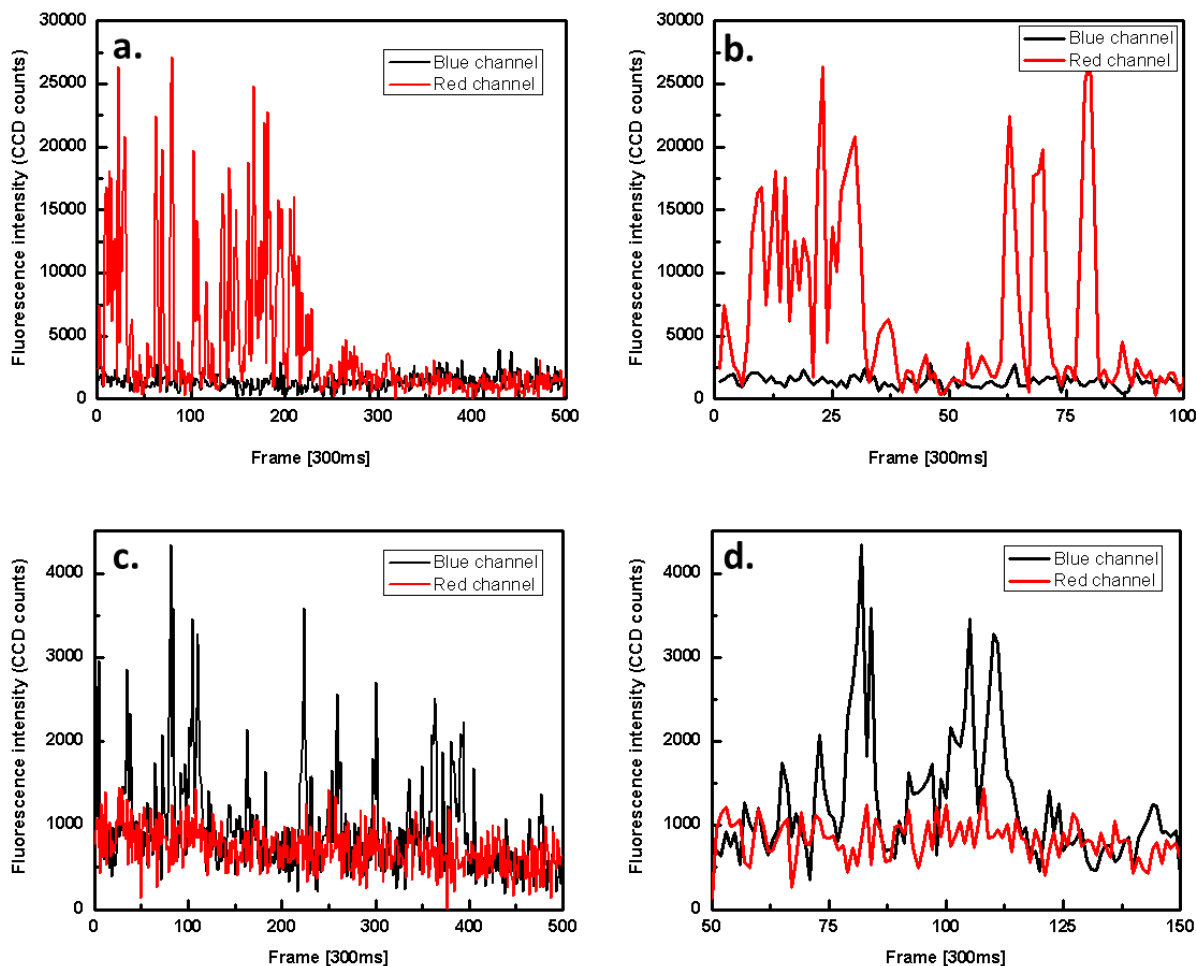 a.
Blue channel
Red channel
Fluorescence intensity (CCD counts)
30000
25000
20000
15000
10000
5000
0
0 100 200 300 400 500
Frame [300ms]
b.
Blue channel
Red channel
Fluorescence intensity (CCD counts)
30000
25000
20000
15000
10000
5000
0
0 25 50 75 100
Frame [300ms]
c.
Blue channel
Red channel
Fluorescence intensity (CCD counts)
4000
3000
2000
1000
0
0 100 200 300 400 500
Frame [300ms]
d.
Blue channel
Red channel
Fluorescence intensity (CCD counts)
4000
3000
2000
1000
0
50 75 100 125 150
Frame [300ms]